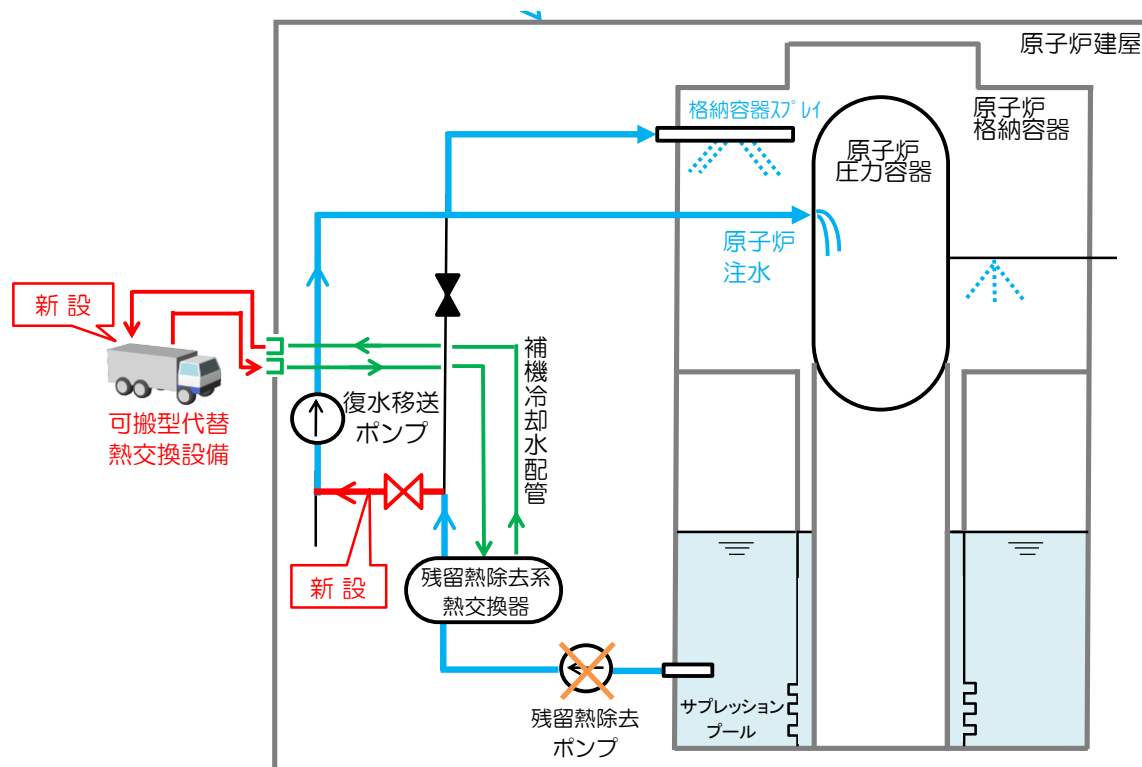 原子炉建屋
格納容器ｽﾌﾟﾚｲ
原子炉
格納容器
原子炉
圧力容器
原子炉
注水
新設
可搬型代替
熱交換設備
復水移送
ポンプ
補機冷却水配管
新設
残留熱除去系
熱交換器
残留熱除去
ポンプ
サプレッション
プール